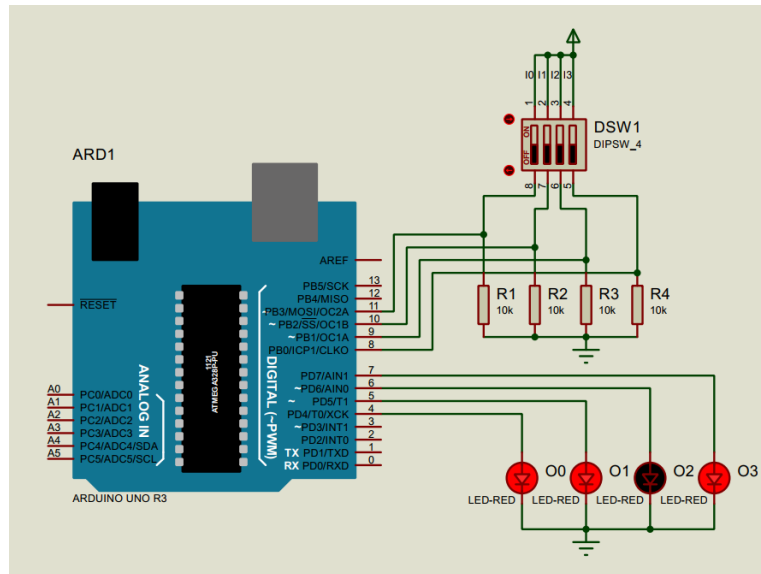 I0 I1 I2 I3
1 2 3 4
ON
OFF
DSW1
DIPSW_4
8 7 6 5
ARD1
AREF
PB5/SCK 13
PB4/MISO 12
~PB3/MOSI/OC2A 11
~ PB2/SS/OC1B 10
~ PB1/OC1A 9
PB0/ICP1/CLKO 8
RESET
R1
10k
R2
10k
R3
10k
R4
10k
1121
ATMEGA328P-PU
DIGITAL (~PWM)
ANALOG IN
PD7/AIN1 7
~PD6/AIN0 6
~ PD5/T1 5
PD4/T0/XCK 4
~PD3/INT1 3
PD2/INT0 2
TX PD1/TXD 1
RX PD0/RXD 0
A0 PC0/ADC0
A1 PC1/ADC1
A2 PC2/ADC2
A3 PC3/ADC3
A4 PC4/ADC4/SDA
A5 PC5/ADC5/SCL
ARDUINO UNO R3
O0
LED-RED
O1
LED-RED
O2
LED-RED
O3
LED-RED